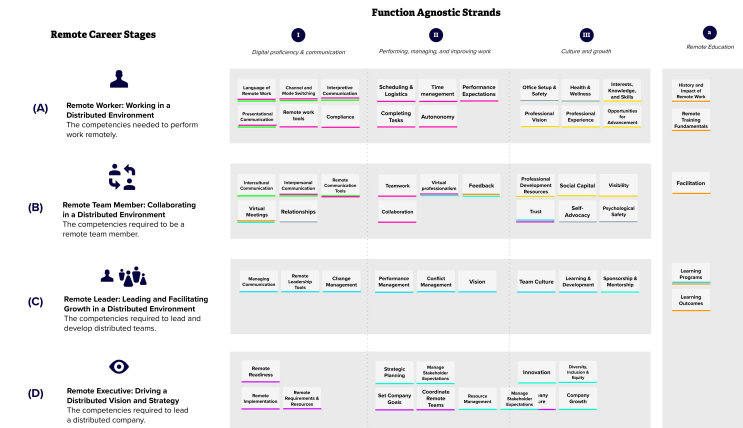 Function Agnostic Strands
Remote Career Stages
I
II
III
a
Digital proficiency & communication
Performing, managing, and improving work
Culture and growth
Remote Education
(A)
Remote Worker: Working in a
Distributed Environment
The competencies needed to perform
work remotely.
Language of
Remote Work
Channel and
Mode Switching
Interpretive
Communication
Presentational
Communication
Remote work
tools
Compliance
Scheduling &
Logistics
Time
management
Performance
Expectations
Completing
Tasks
Autononomy
Office Setup &
Safety
Health &
Wellness
Interests,
Knowledge,
and Skills
Professional
Vision
Professional
Experience
Opportunities
for
Advancement
History and
Impact of
Remote Work
Remote
Training
Fundamentals
(B)
Remote Team Member: Collaborating
in a Distributed Environment
The competencies required to be a
remote team member.
Intercultural
Communication
Interpersonal
Communication
Remote
Communication
Tools
Virtual
Meetings
Relationships
Teamwork
Virtual
professionalism
Feedback
Collaboration
Professional
Development
Resources
Social Capital
Visibility
Trust
Self-
Advocacy
Psychological
Safety
Facilitation
(C)
Remote Leader: Leading and Facilitating
Growth in a Distributed Environment
The competencies required to lead and
develop distributed teams.
Managing
Communication
Remote
Leadership
Tools
Change
Management
Performance
Management
Conflict
Management
Vision
Team Culture
Learning &
Development
Sponsorship &
Mentorship
Learning
Programs
Learning
Outcomes
(D)
Remote Executive: Driving a
Distributed Vision and Strategy
The competencies required to lead
a distributed company.
Remote
Readiness
Remote
Implementation
Remote
Requirements &
Resources
Strategic
Planning
Manage
Stakeholder
Expectations
Set Company
Goals
Coordinate
Remote
Teams
Resource
Management
Manage
Stakeholder
Expectations
Innovation
Diversity,
Inclusion &
Equity
Company
Growth